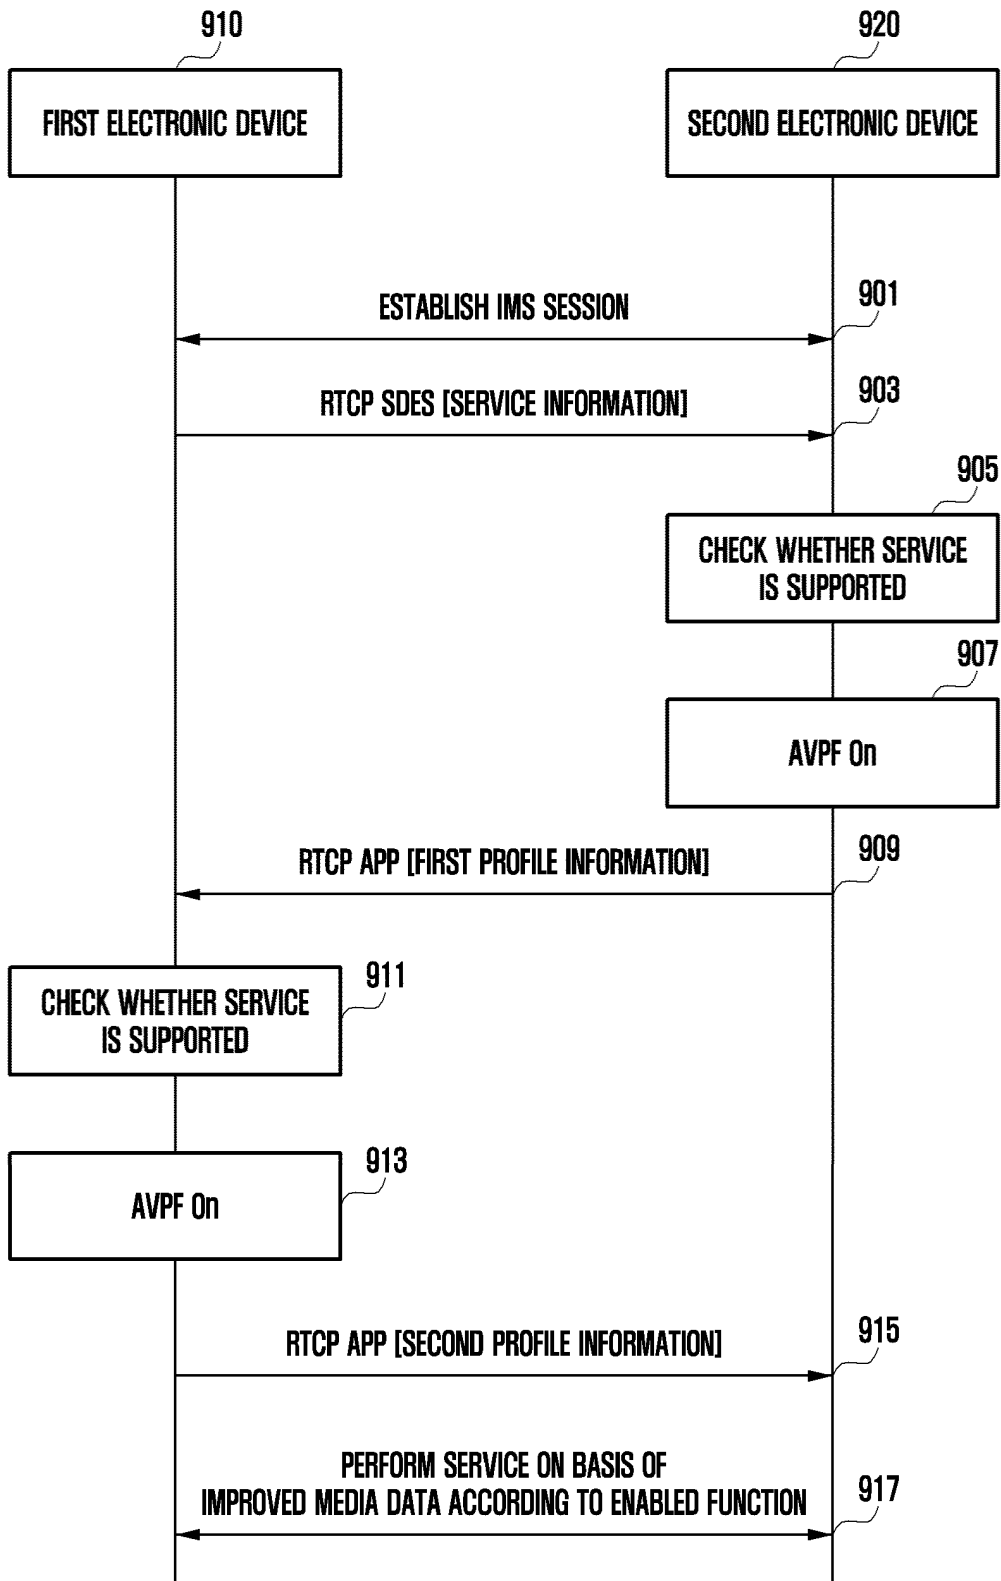 910
920
FIRST ELECTRONIC DEVICE
SECOND ELECTRONIC DEVICE
ESTABLISH IMS SESSION
901
RTCP SDES [SERVICE INFORMATION]
903
905
CHECK WHETHER SERVICE
IS SUPPORTED
907
AVPF On
RTCP APP [FIRST PROFILE INFORMATION]
909
911
CHECK WHETHER SERVICE
IS SUPPORTED
913
AVPF On
RTCP APP [SECOND PROFILE INFORMATION]
915
PERFORM SERVICE ON BASIS OF
IMPROVED MEDIA DATA ACCORDING TO ENABLED FUNCTION
917